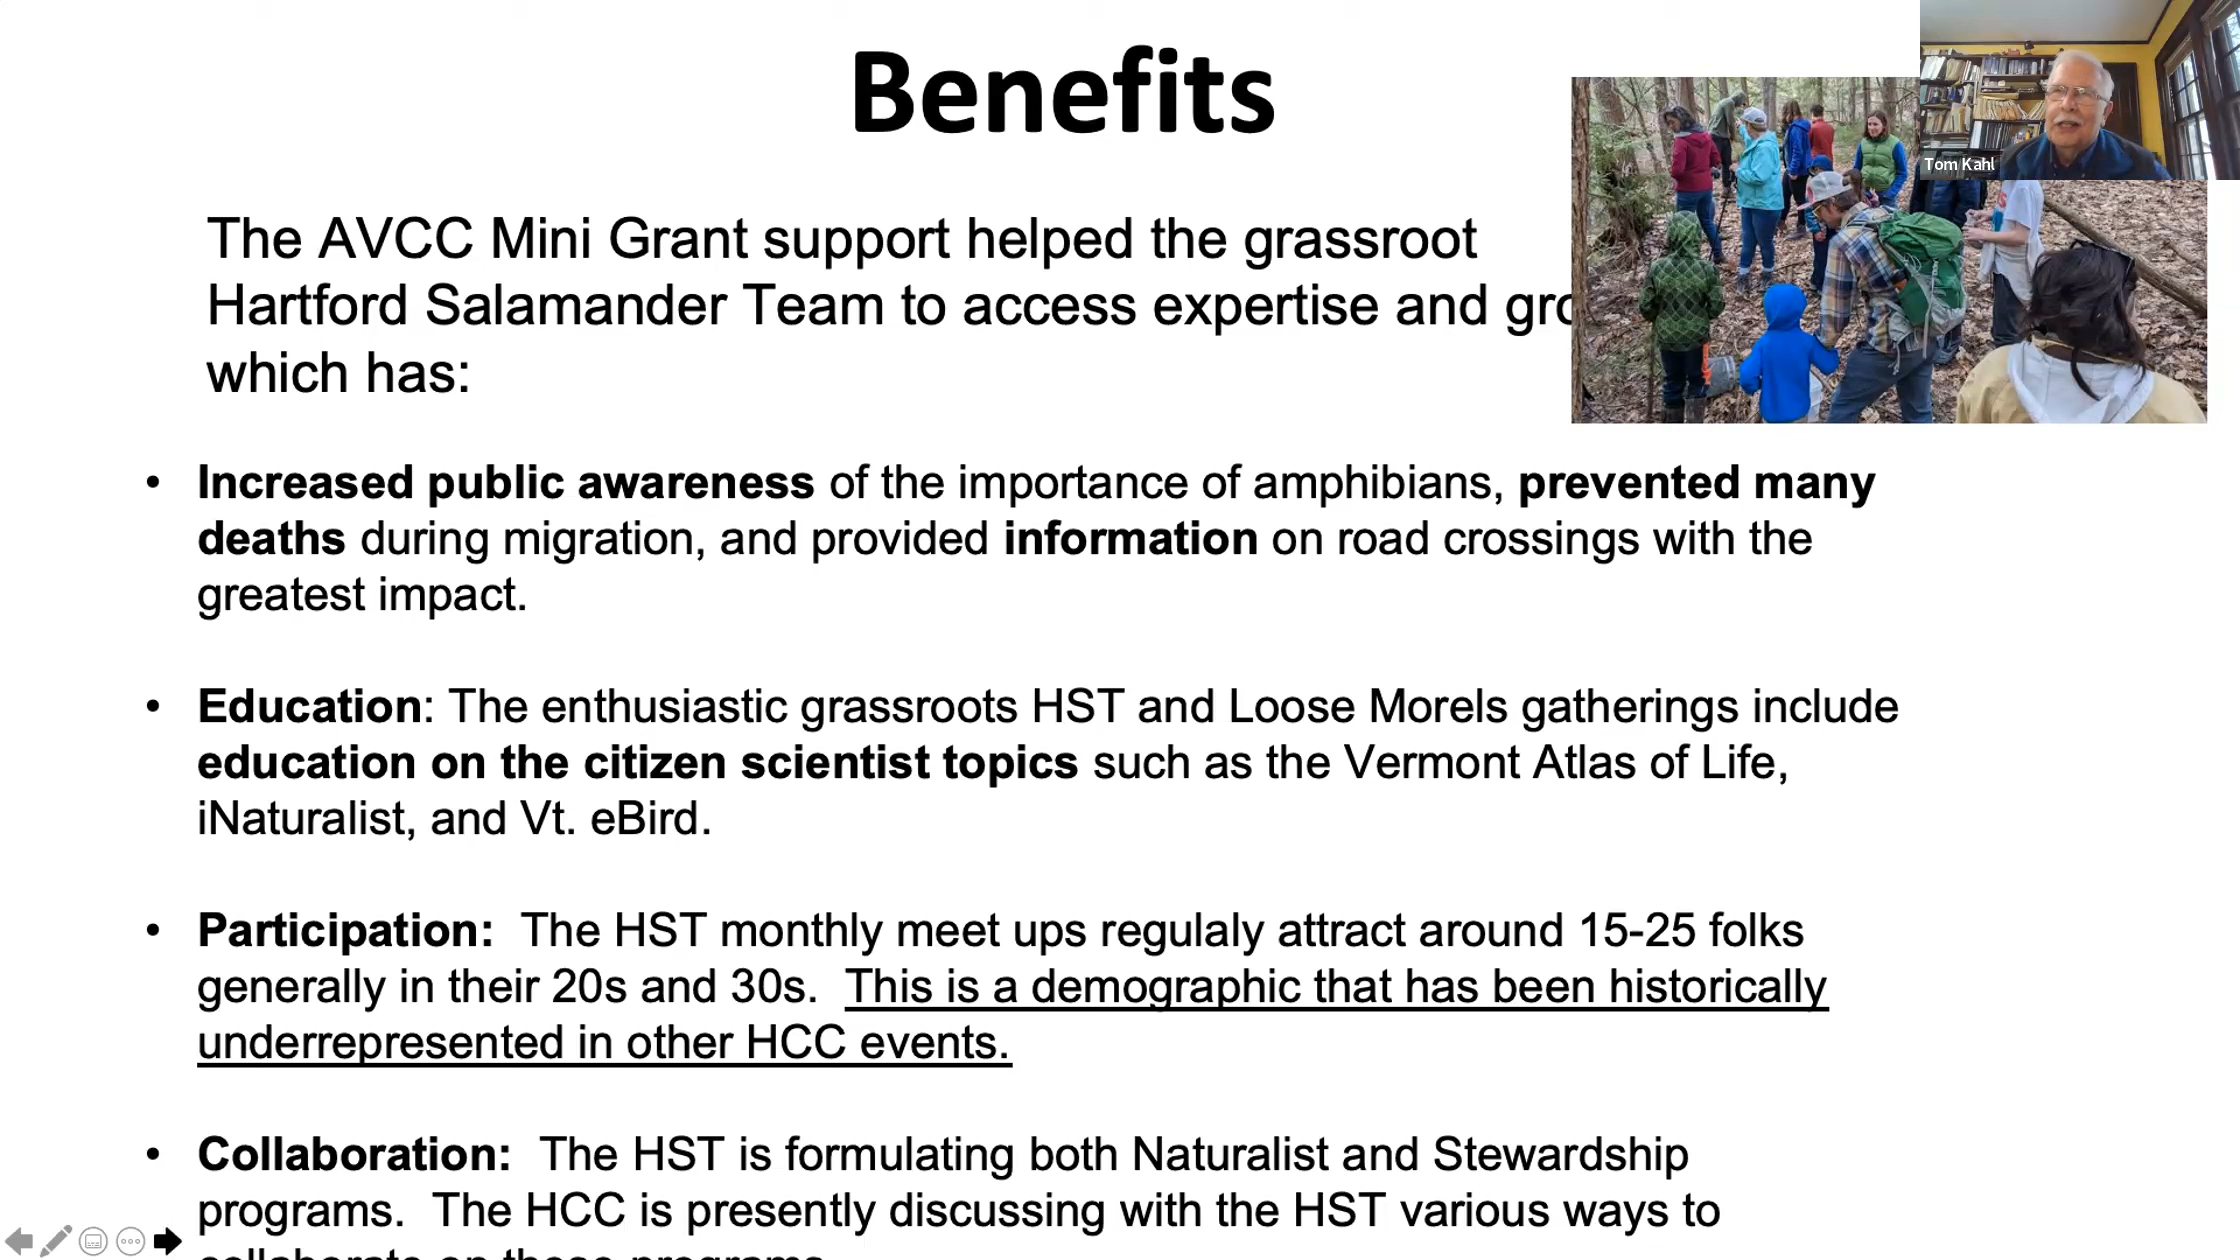 Benefits
Tom Kahl
The AVCC Mini Grant support helped the grassroot
Hartford Salamander Team to access expertise and
which has:
• Increased public awareness of the importance of amphibians, prevented many
deaths during migration, and provided information on road crossings with the
greatest impact.
• Education: The enthusiastic grassroots HST and Loose Morels gatherings include
education on the citizen scientist topics such as the Vermont Atlas of Life,
iNaturalist, and Vt. eBird.
• Participation: The HST monthly meet ups regulaly attract around 15-25 folks
generally in their 20s and 30s. This is a demographic that has been historically
underrepresented in other HCC events.
• Collaboration: The HST is formulating both Naturalist and Stewardship
programs. The HCC is presently discussing with the HST various ways to